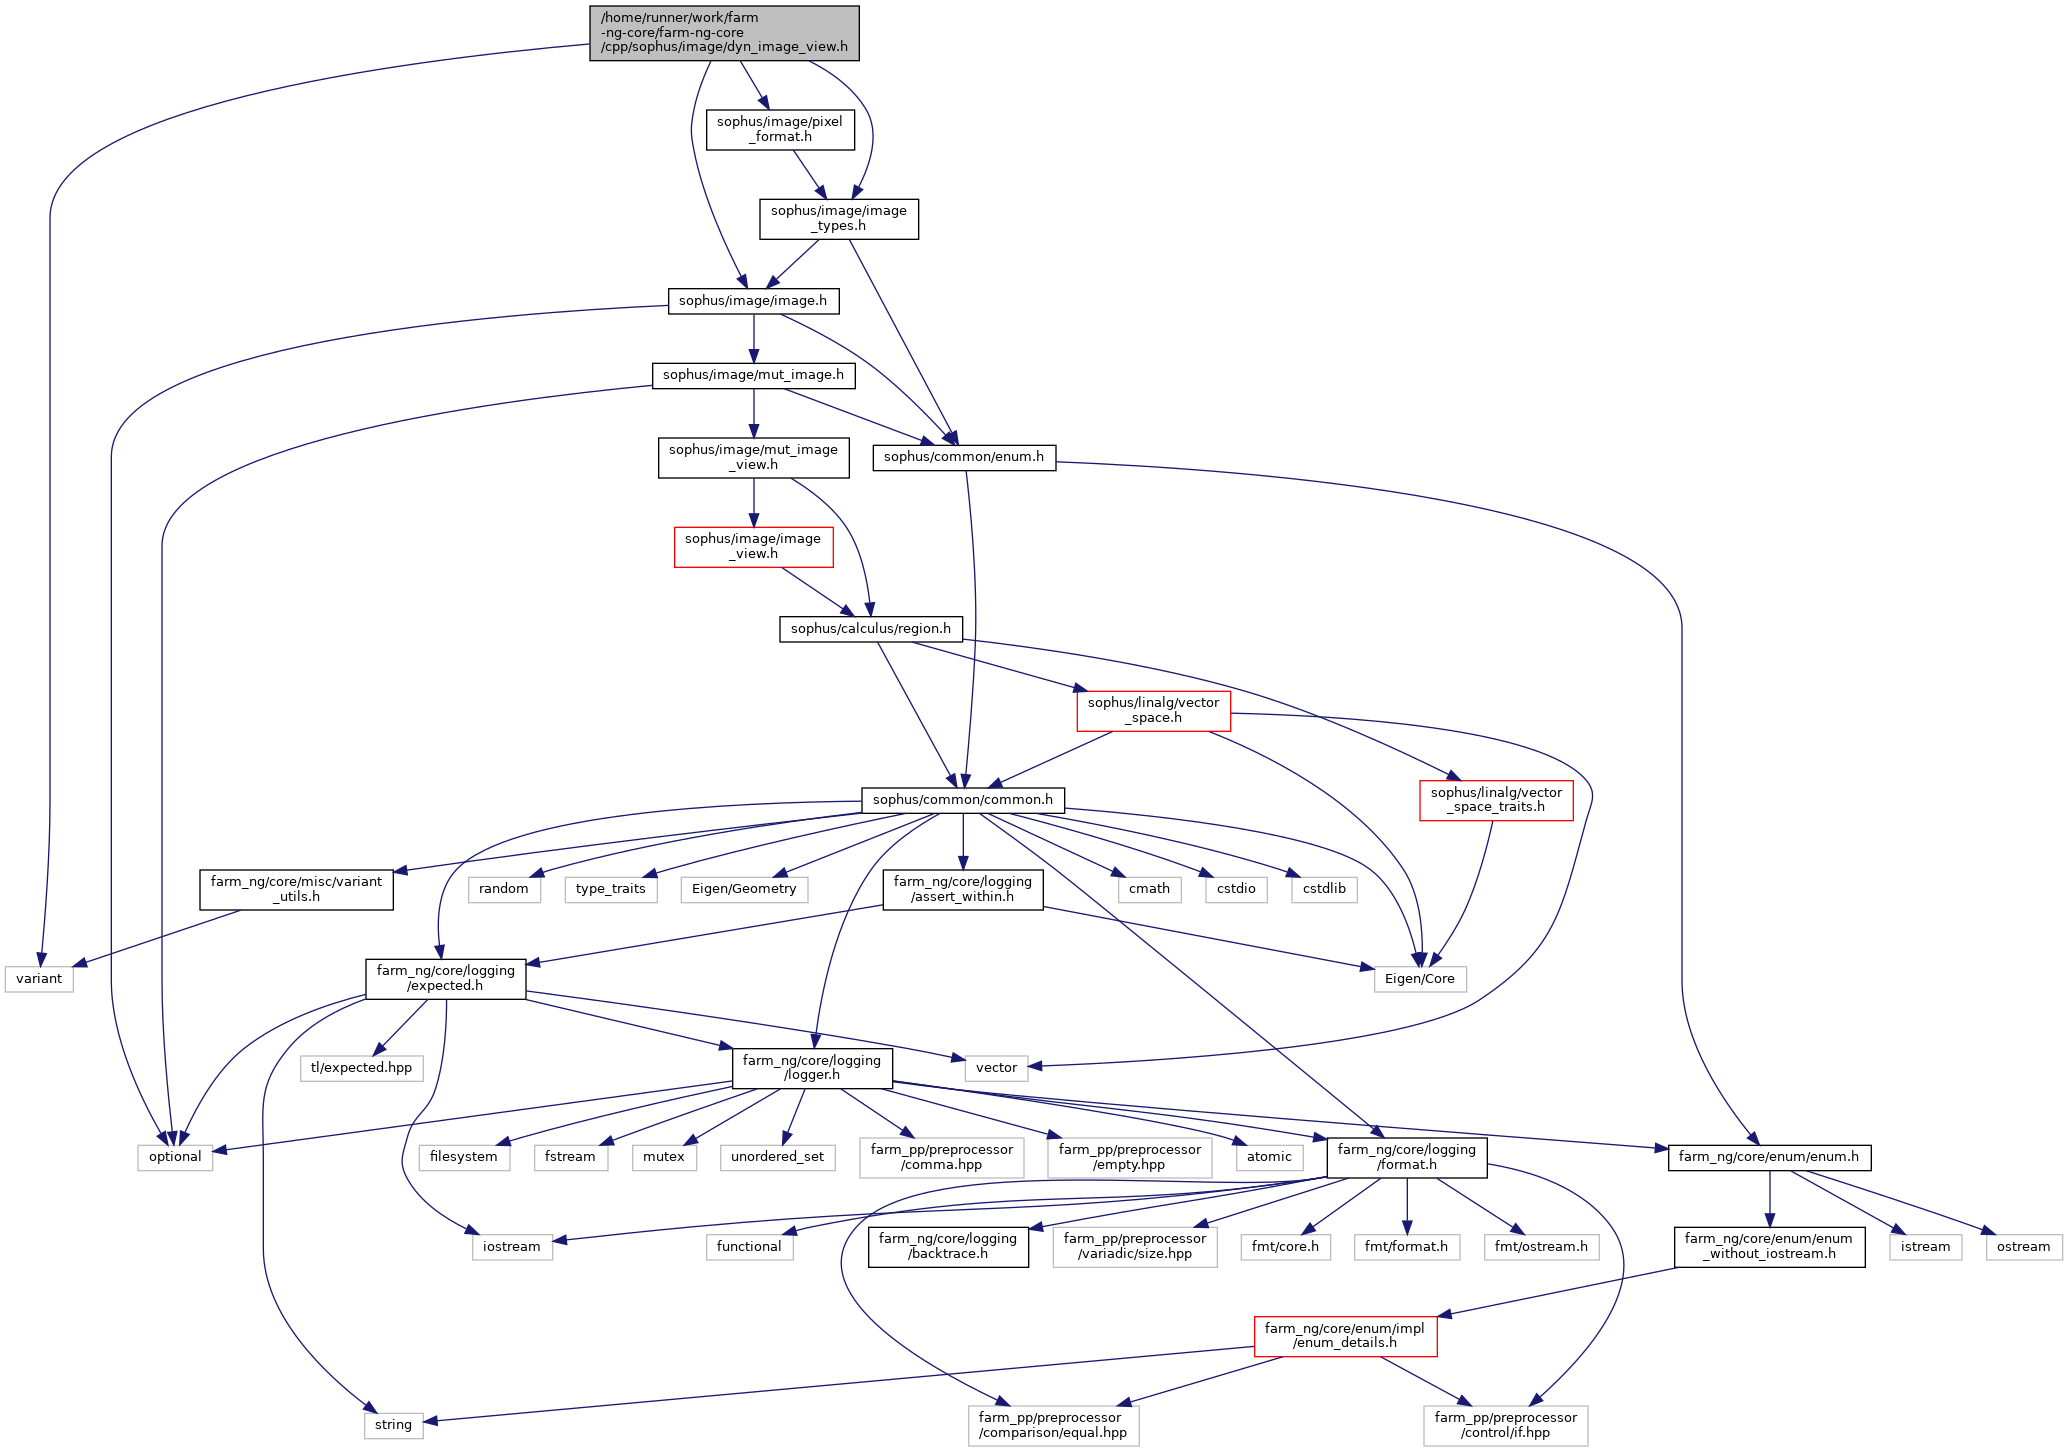 /home/runner/work/farm
-ng-core/farm-ng-core
/cpp/sophus/image/dyn_image_view.h
sophus/image/pixel
_format.h
sophus/image/image
_types.h
sophus/image/image.h
sophus/image/mut_image.h
sophus/image/mut_image
_view.h
sophus/common/enum.h
sophus/image/image
_view.h
sophus/calculus/region.h
sophus/linalg/vector
_space.h
sophus/linalg/vector
_space_traits.h
sophus/common/common.h
farm_ng/core/misc/variant
_utils.h
random
type_traits
Eigen/Geometry
farm_ng/core/logging
/assert_within.h
cmath
cstdio
cstdlib
variant
farm_ng/core/logging
/expected.h
Eigen/Core
tl/expected.hpp
farm_ng/core/logging
/logger.h
vector
optional
filesystem
fstream
mutex
unordered_set
farm_pp/preprocessor
/comma.hpp
farm_pp/preprocessor
/empty.hpp
atomic
farm_ng/core/logging
/format.h
farm_ng/core/enum/enum.h
iostream
functional
farm_ng/core/logging
/backtrace.h
farm_pp/preprocessor
/variadic/size.hpp
fmt/core.h
fmt/format.h
fmt/ostream.h
farm_ng/core/enum/enum
_without_iostream.h
istream
ostream
farm_ng/core/enum/impl
/enum_details.h
string
farm_pp/preprocessor
/comparison/equal.hpp
farm_pp/preprocessor
/control/if.hpp